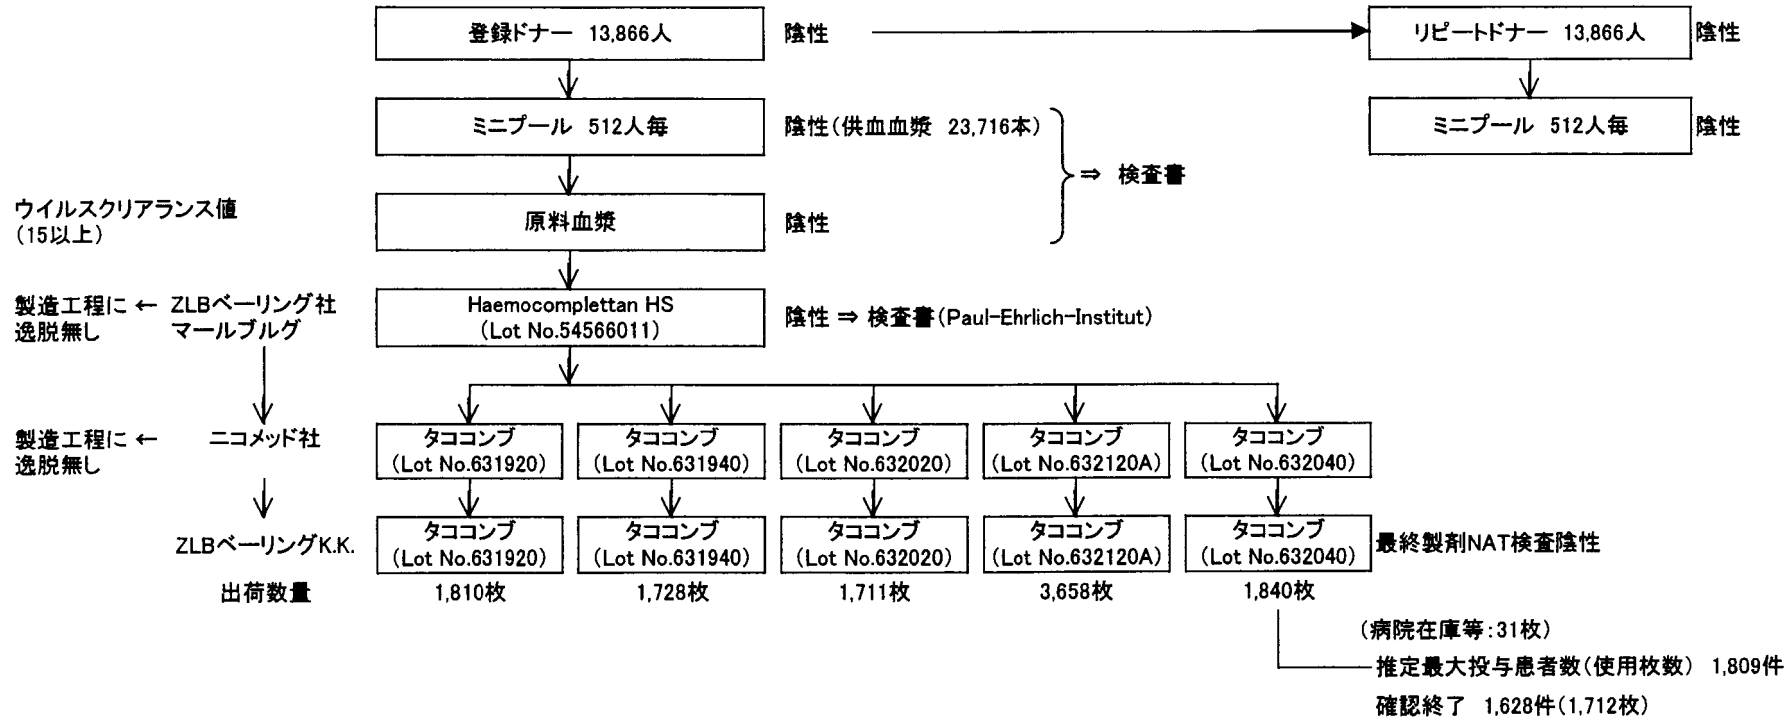 登録ドナー 13,866人
陰性
リピートドナー 13,866人
陰性
ミニプール 512人毎
陰性(供血血漿 23,716本)
ミニプール 512人毎
陰性
⇒ 検査書
ウイルスクリアランス値
(15以上)
原料血漿
陰性
製造工程に ← ZLBベーリング社
逸脱無し マールブルグ
Haemocomplettan HS
(Lot No.54566011)
陰性 ⇒ 検査書(Paul-Ehrlich-Institut)
製造工程に ← ニコメッド社
逸脱無し
タココンブ
(Lot No.631920)
タココンブ
(Lot No.631940)
タココンブ
(Lot No.632020)
タココンブ
(Lot No.632120A)
タココンブ
(Lot No.632040)
ZLBベーリングK.K.
タココンブ
(Lot No.631920)
タココンブ
(Lot No.631940)
タココンブ
(Lot No.632020)
タココンブ
(Lot No.632120A)
タココンブ
(Lot No.632040)
最終製剤NAT検査陰性
出荷数量 1,810枚 1,728枚 1,711枚 3,658枚 1,840枚
(病院在庫等:31枚)
推定最大投与患者数(使用枚数) 1,809件
確認終了 1,628件(1,712枚)